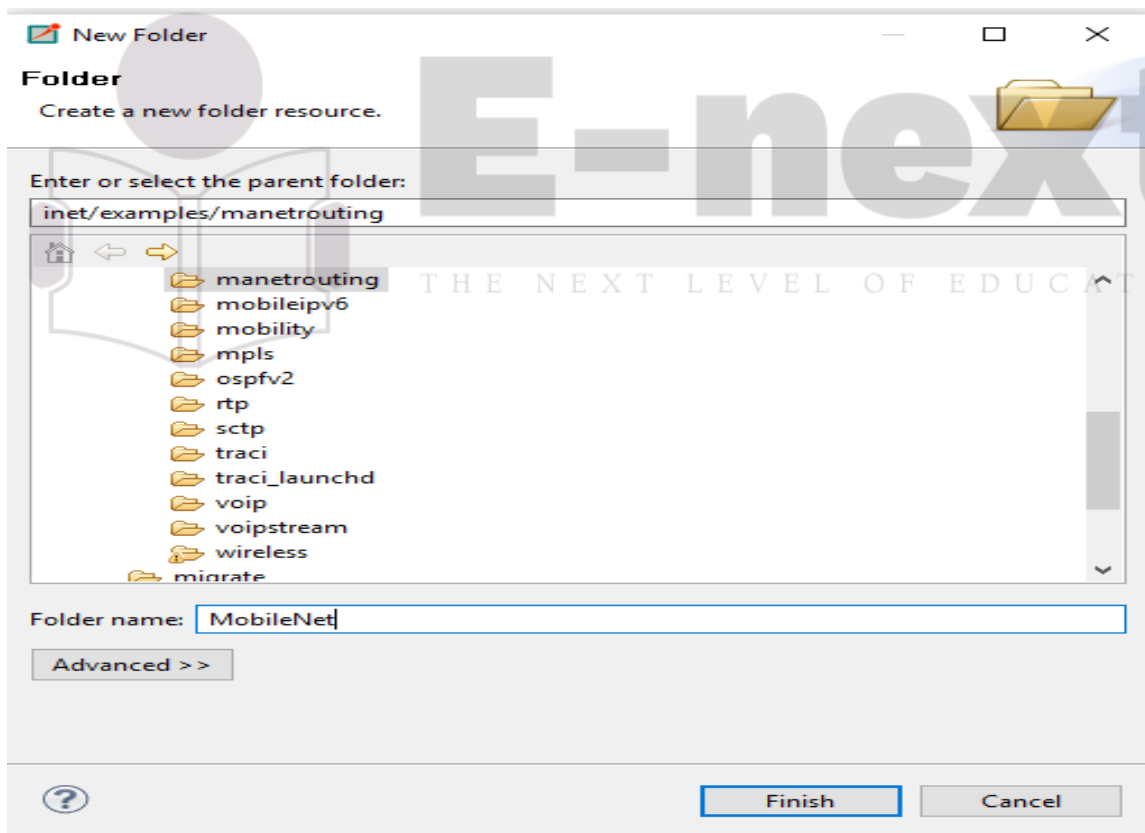 New Folder
Folder
Create a new folder resource.
E-next
Enter or select the parent folder:
inet/examples/manetrouting
THE NEXT LEVEL OF EDUCAT
manetrouting
mobileipv6
mobility
mpls
ospfv2
rtp
sctp
traci
traci_launchd
voip
voipstream
wireless
migrate
Folder name: MobileNet
Advanced >>
?
Finish Cancel